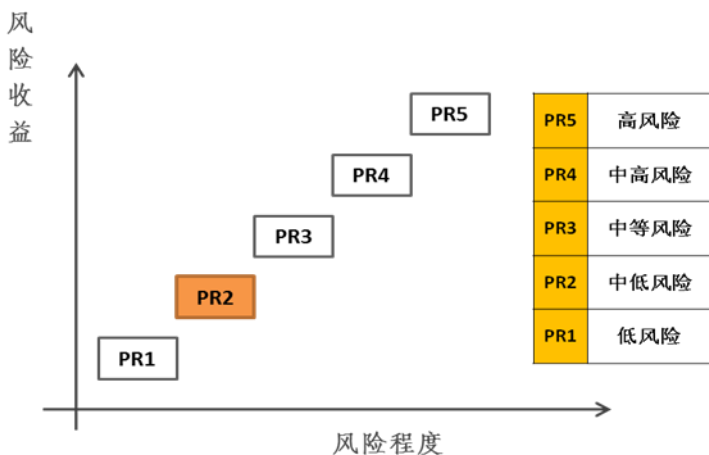 风险收益
PR5
PR4
PR3
PR2
PR1
风险程度
PR5 高风险
PR4 中高风险
PR3 中等风险
PR2 中低风险
PR1 低风险